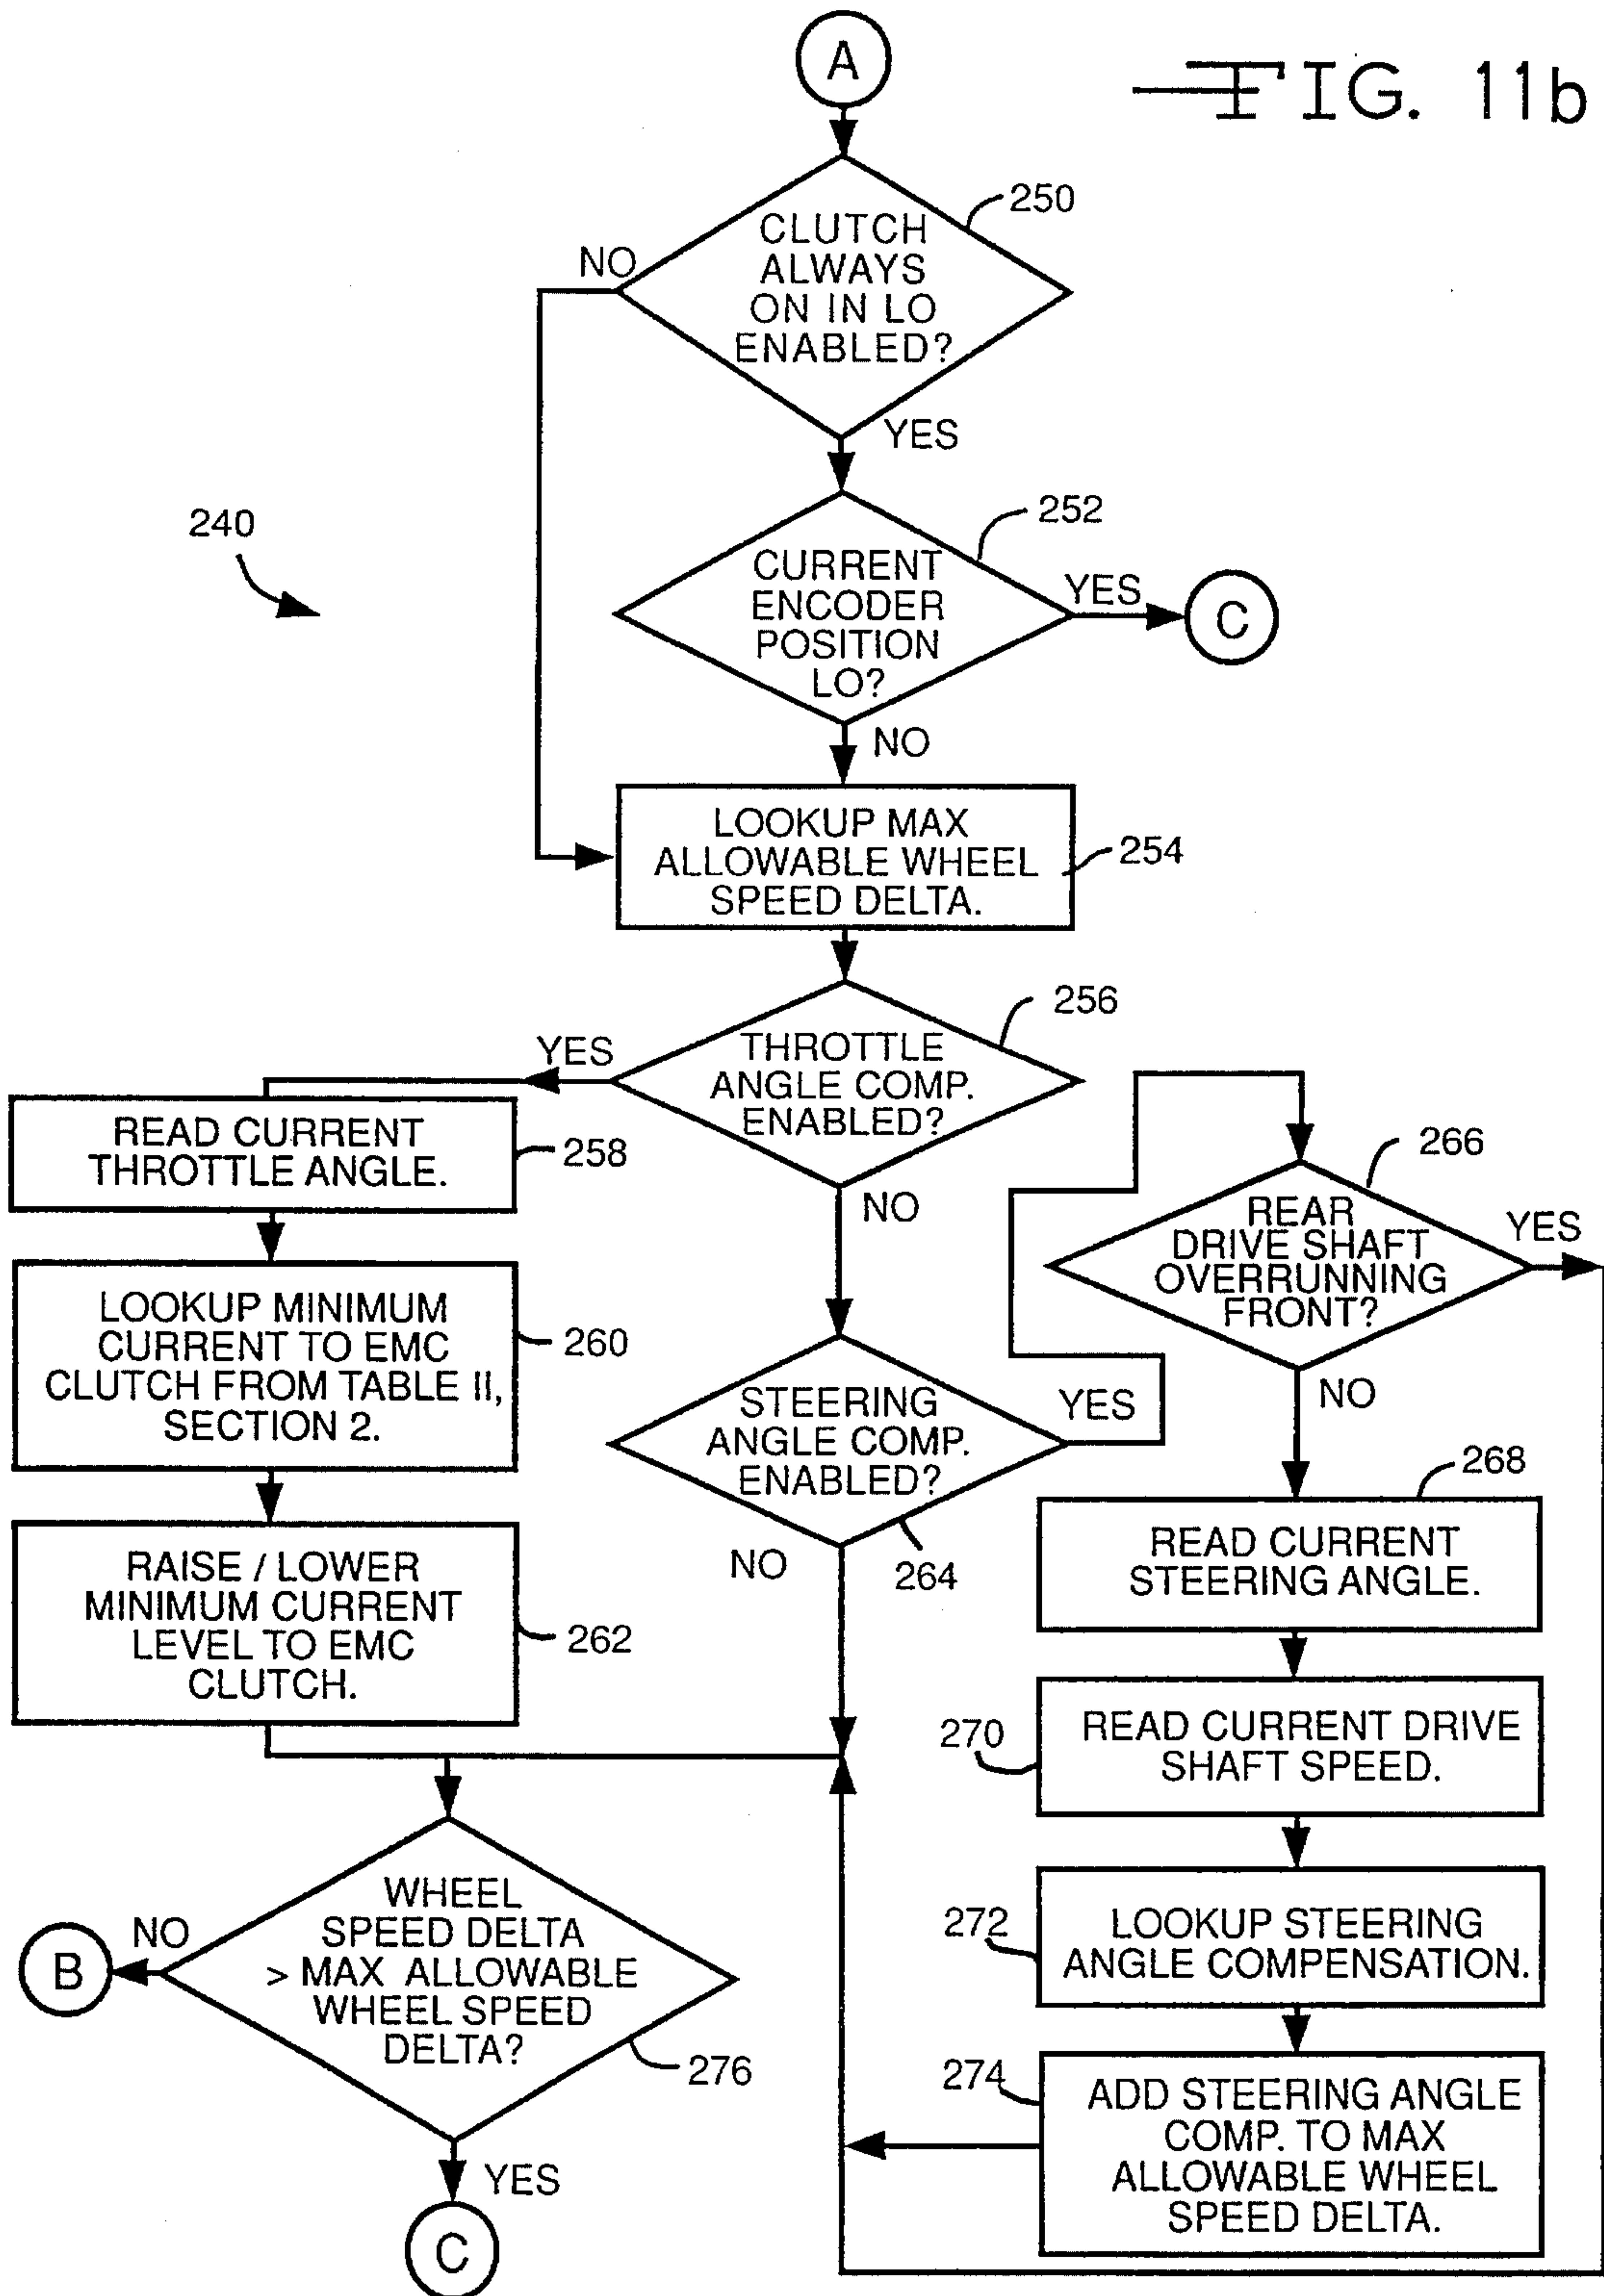 A
FIG. 11b
250
CLUTCH
ALWAYS
ON IN LO
ENABLED?
NO
YES
240
252
CURRENT
ENCODER
POSITION
LO?
YES
C
NO
LOOKUP MAX
ALLOWABLE WHEEL
SPEED DELTA.
254
256
THROTTLE
ANGLE COMP.
ENABLED?
YES
NO
READ CURRENT
THROTTLE ANGLE.
258
LOOKUP MINIMUM
CURRENT TO EMC
CLUTCH FROM TABLE II,
SECTION 2.
260
RAISE / LOWER
MINIMUM CURRENT
LEVEL TO EMC
CLUTCH.
262
STEERING
ANGLE COMP.
ENABLED?
YES
NO
264
266
REAR
DRIVE SHAFT
OVERRUNNING
FRONT?
YES
NO
268
READ CURRENT
STEERING ANGLE.
270
READ CURRENT DRIVE
SHAFT SPEED.
272
LOOKUP STEERING
ANGLE COMPENSATION.
274
ADD STEERING ANGLE
COMP. TO MAX
ALLOWABLE WHEEL
SPEED DELTA.
WHEEL
SPEED DELTA
> MAX ALLOWABLE
WHEEL SPEED
DELTA?
NO
B
276
YES
C